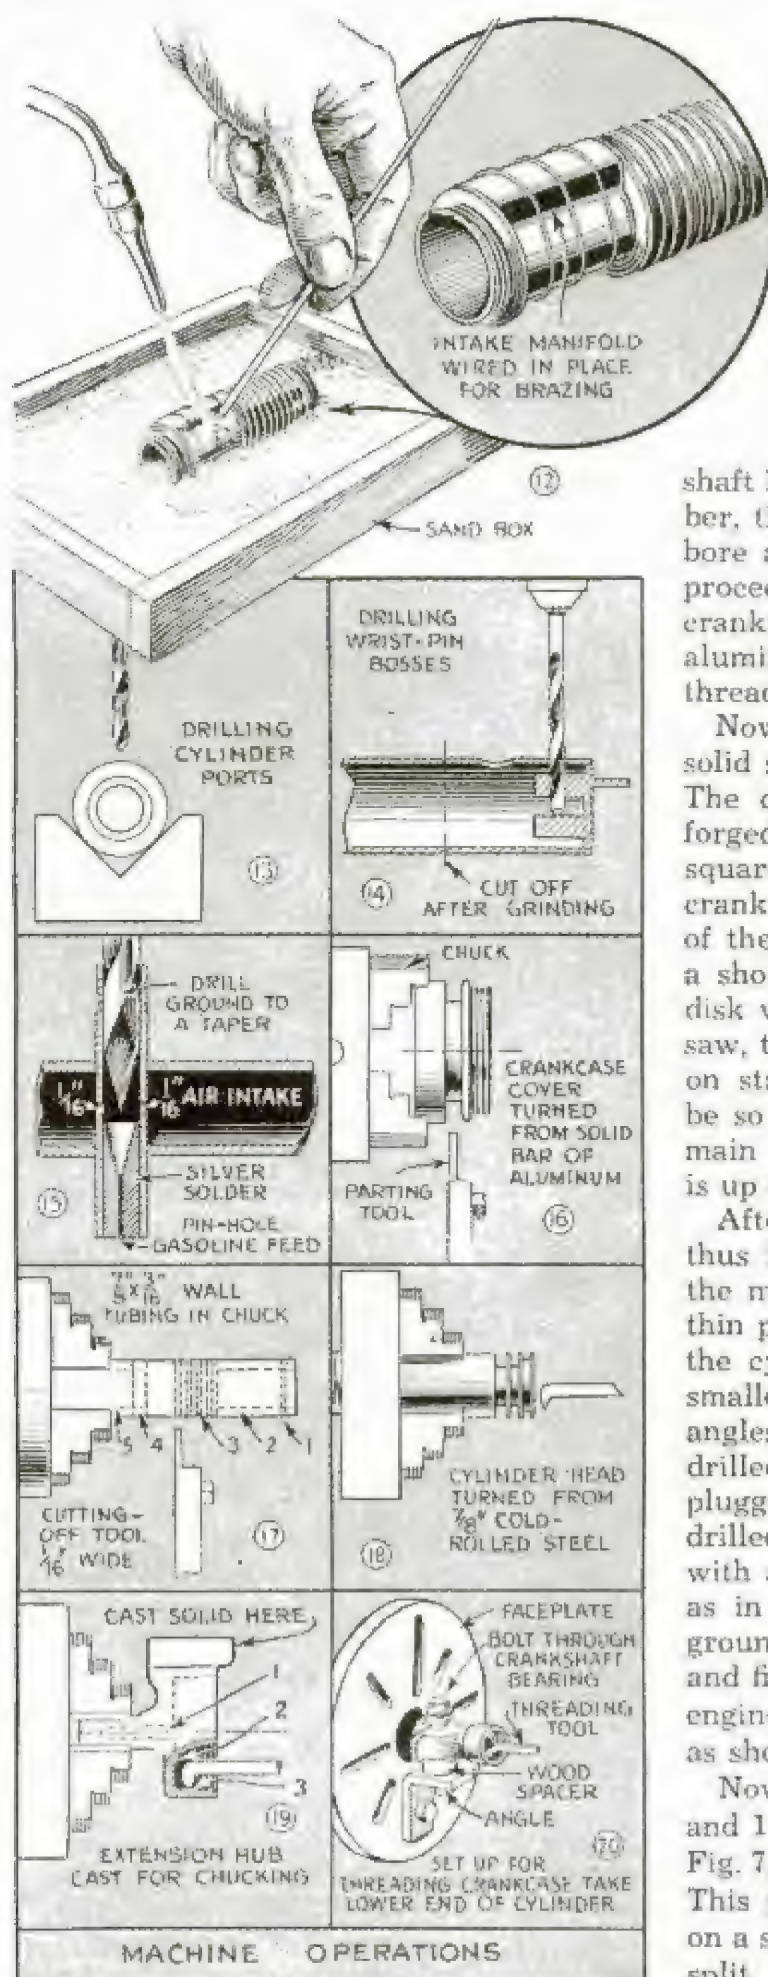 INTAKE MANIFOLD
WIRED IN PLACE
FOR BRAZING
12
SAND BOX
DRILLING
CYLINDER
PORTS
13
DRILLING
WRIST-PIN
BOSSES
14
CUT OFF
AFTER GRINDING
DRILL
GROUND TO
A TAPER
1/16" 1/16" AIR INTAKE
SILVER
SOLDER
15
PIN-HOLE
GASOLINE FEED
CHUCK
CRANKCASE
COVER
TURNED
FROM SOLID
BAR OF
ALUMINUM
PARTING
TOOL
16
WALL
TUBING IN CHUCK
5 4 3 2 1
CUTTING-
OFF TOOL
1/16" WIDE
17
CYLINDER HEAD
TURNED FROM
7/8" COLD-
ROLLED STEEL
18
CAST SOLID HERE
1
2
3
19
EXTENSION HUB
CAST FOR CHUCKING
FACEPLATE
BOLT THROUGH
CRANKSHAFT
BEARING
THREADING
TOOL
WOOD
SPACER
ANGLE
20
SET UP FOR
THREADING CRANKCASE TAKE
LOWER END OF CYLINDER
MACHINE OPERATIONS
shaft
ber,
bore
procee
crank
alumi
threa
Now
solid
The
forged
squar
crank
of the
a sho
disk
saw,
on
be so
main
is up
Afte
thus
the m
thin p
the cy
smalle
angles
drilled
plugg
drilled
with
as in
groun
and fi
engin
as sho
Nov
and 1
Fig. 7
This
on a s
split